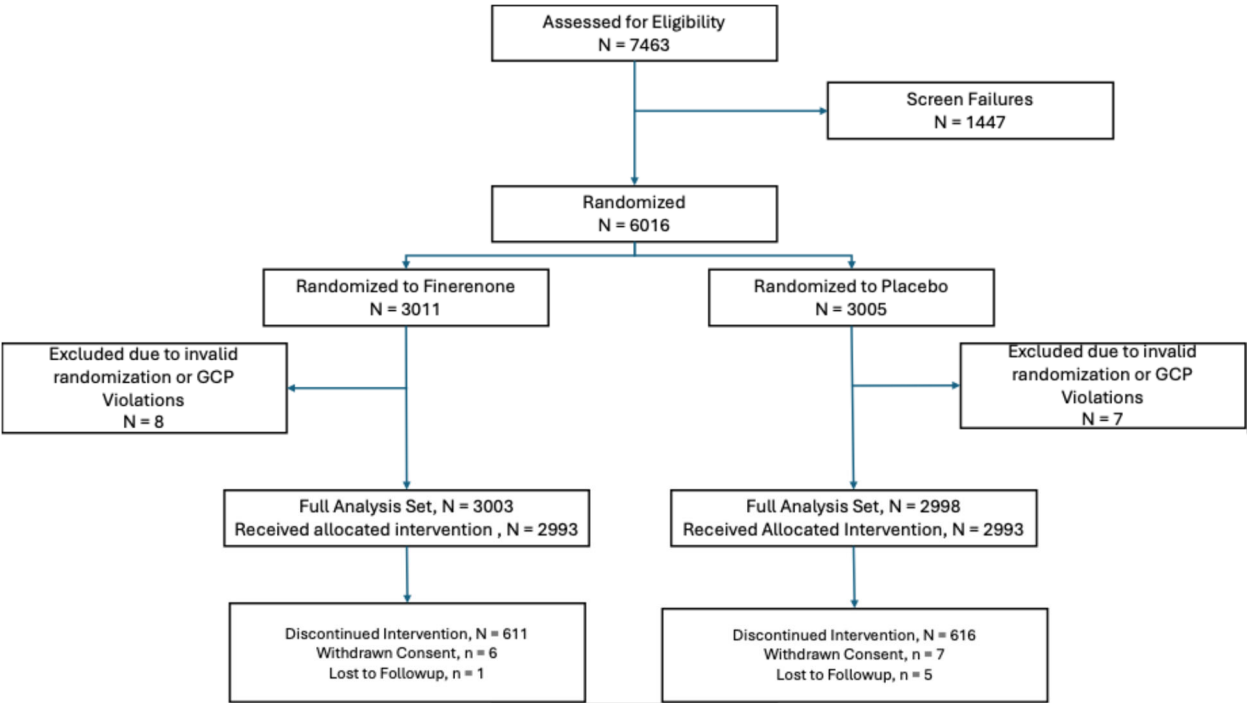 Assessed for Eligibility
N = 7463
Screen Failures
N = 1447
Randomized
N = 6016
Randomized to Finerenone
N = 3011
Randomized to Placebo
N = 3005
Excluded due to invalid
randomization or GCP
Violations
N = 8
Excluded due to invalid
randomization or GCP
Violations
N = 7
Full Analysis Set, N = 3003
Received allocated intervention , N = 2993
Full Analysis Set, N = 2998
Received Allocated Intervention, N = 2993
Discontinued Intervention, N = 611
Withdrawn Consent, n = 6
Lost to Followup, n = 1
Discontinued Intervention, N = 616
Withdrawn Consent, n = 7
Lost to Followup, n = 5